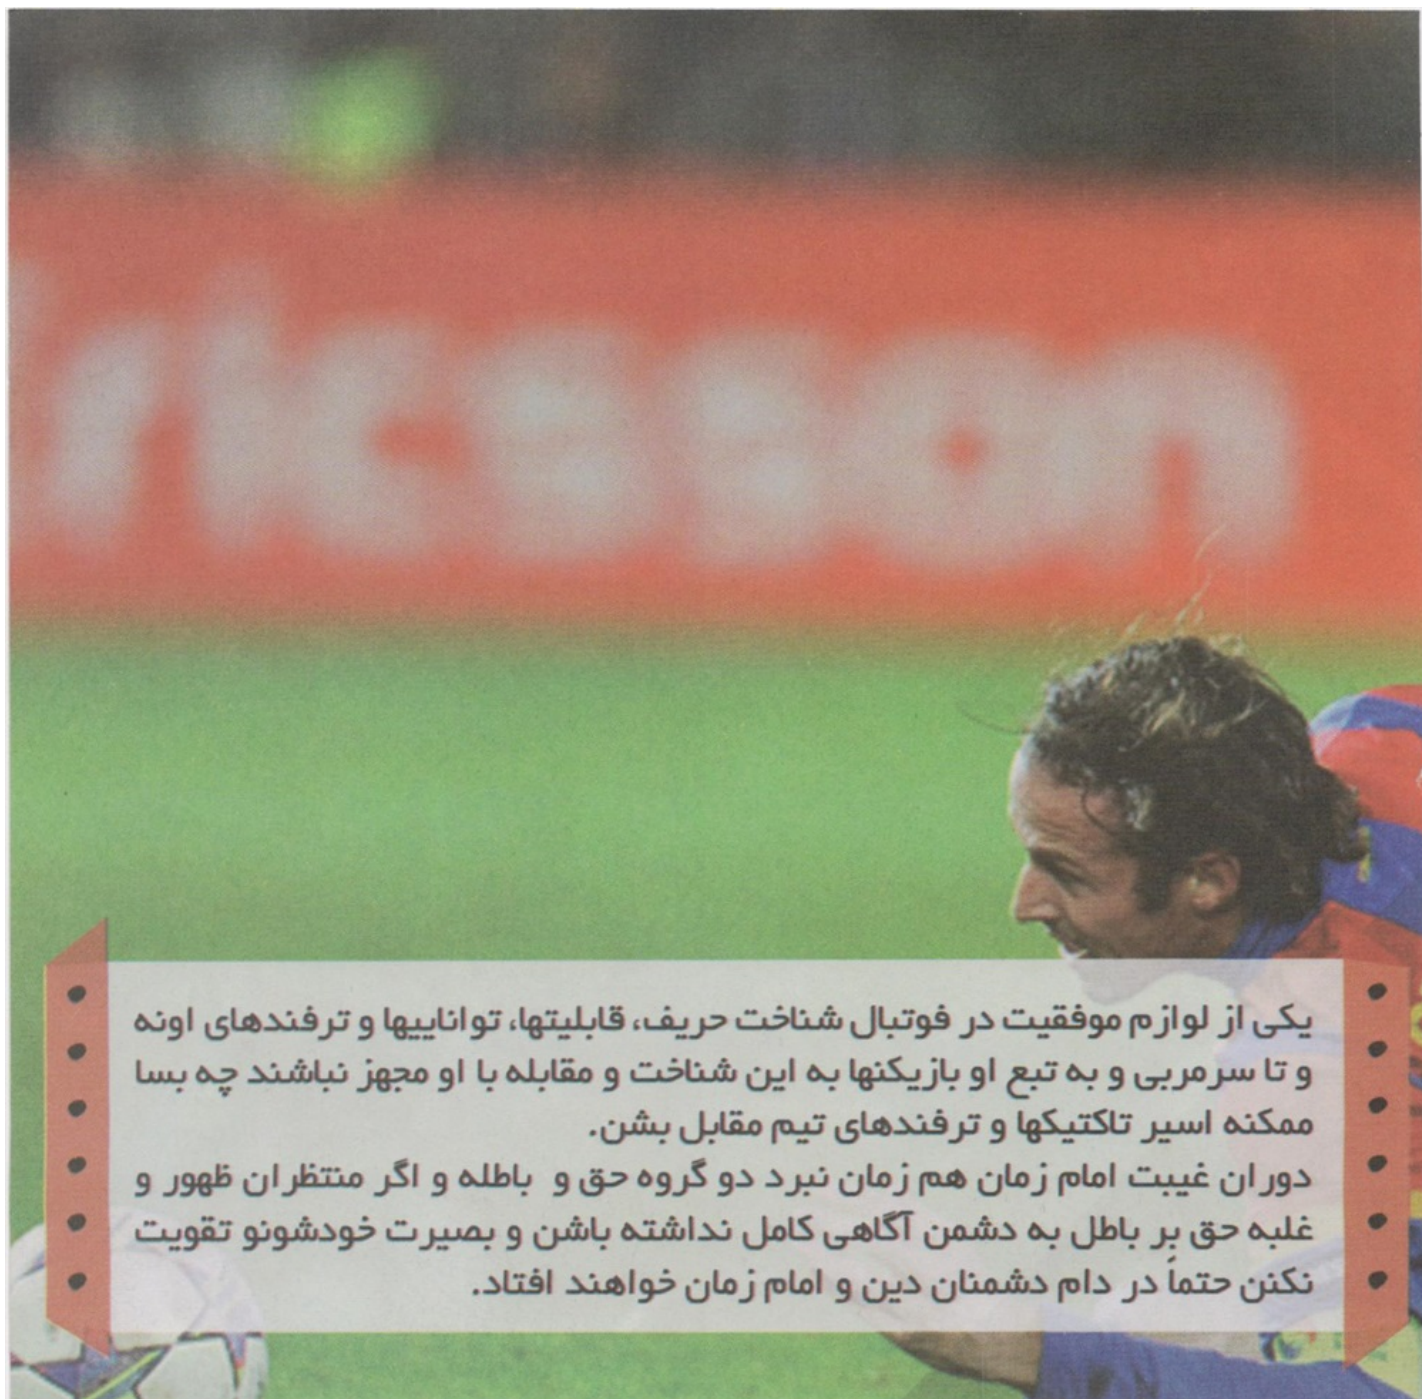 ricsson
یکی از لوازم موفقیت در فوتبال شناخت حریف، قابلیتها، تواناییها و ترفندهای اونه
و تا سرمربی و به تبع او بازیکنها به این شناخت و مقابله با او مجهز نباشند چه بسا
ممکنه اسیر تاکتیکها و ترفندهای تیم مقابل بشن.
دوران غیبت امام زمان هم زمان نبرد دو گروه حق و باطله و اگر منتظران ظهور و
غلبه حق بر باطل به دشمن آگاهی کامل نداشته باشن و بصیرت خودشونو تقویت
نکنن حتماً در دام دشمنان دین و امام زمان خواهند افتاد.